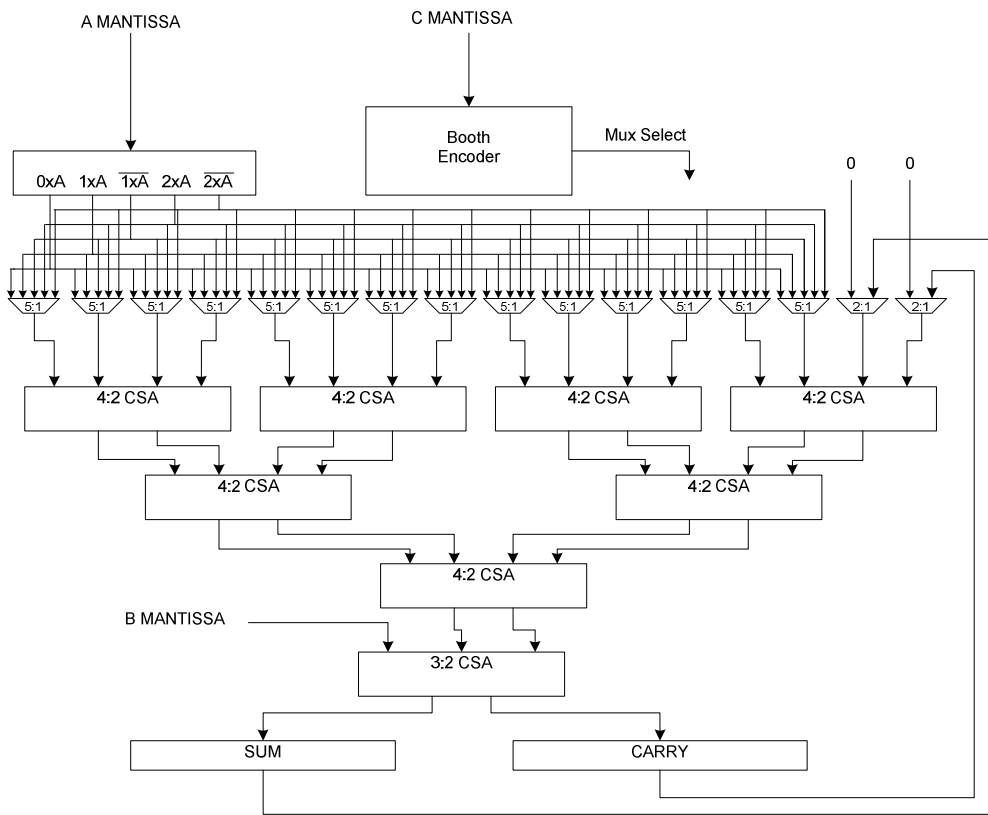 A MANTISSA
C MANTISSA
Booth
Encoder
Mux Select
0xA 1xA 1xA 2xA 2xA
0 0
5:1 5:1 5:1 5:1 5:1 5:1 5:1 5:1 5:1 5:1 5:1 5:1 5:1 5:1 2:1 2:1
4:2 CSA 4:2 CSA 4:2 CSA 4:2 CSA
4:2 CSA 4:2 CSA
4:2 CSA
B MANTISSA
3:2 CSA
SUM CARRY